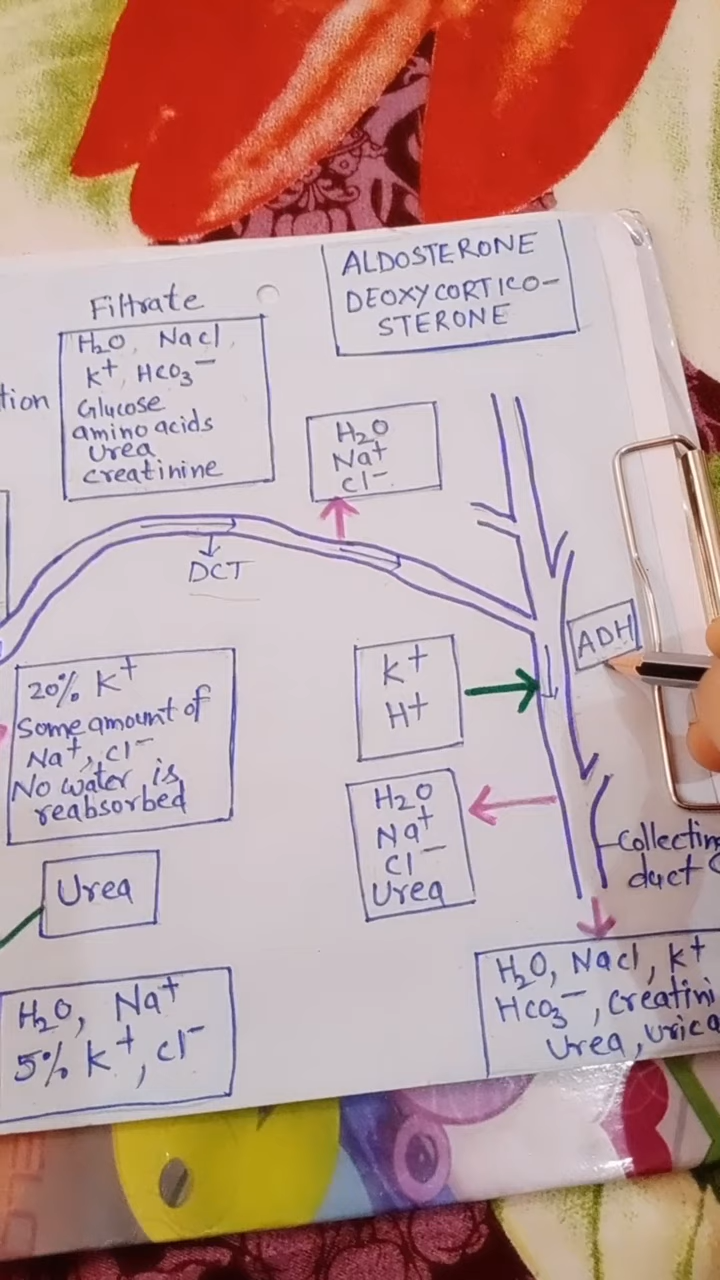 ALDOSTERONE
DEOXYCORTICO-
STERONE
Filtrate
H₂O, Nacl,
K⁺, HCO₃⁻
Glucose
amino acids
Urea
creatinine
tion
H₂O
Na⁺
Cl⁻
DCT
ADH
K⁺
H⁺
20% K⁺
Some amount of
Na⁺, Cl⁻
No water is
reabsorbed
H₂O
Na⁺
Cl⁻
Urea
Collectin
duct
Urea
H₂O, Nacl, K⁺
HCO₃⁻, Creatini
Urea, urica
H₂O, Na⁺
5% K⁺, Cl⁻